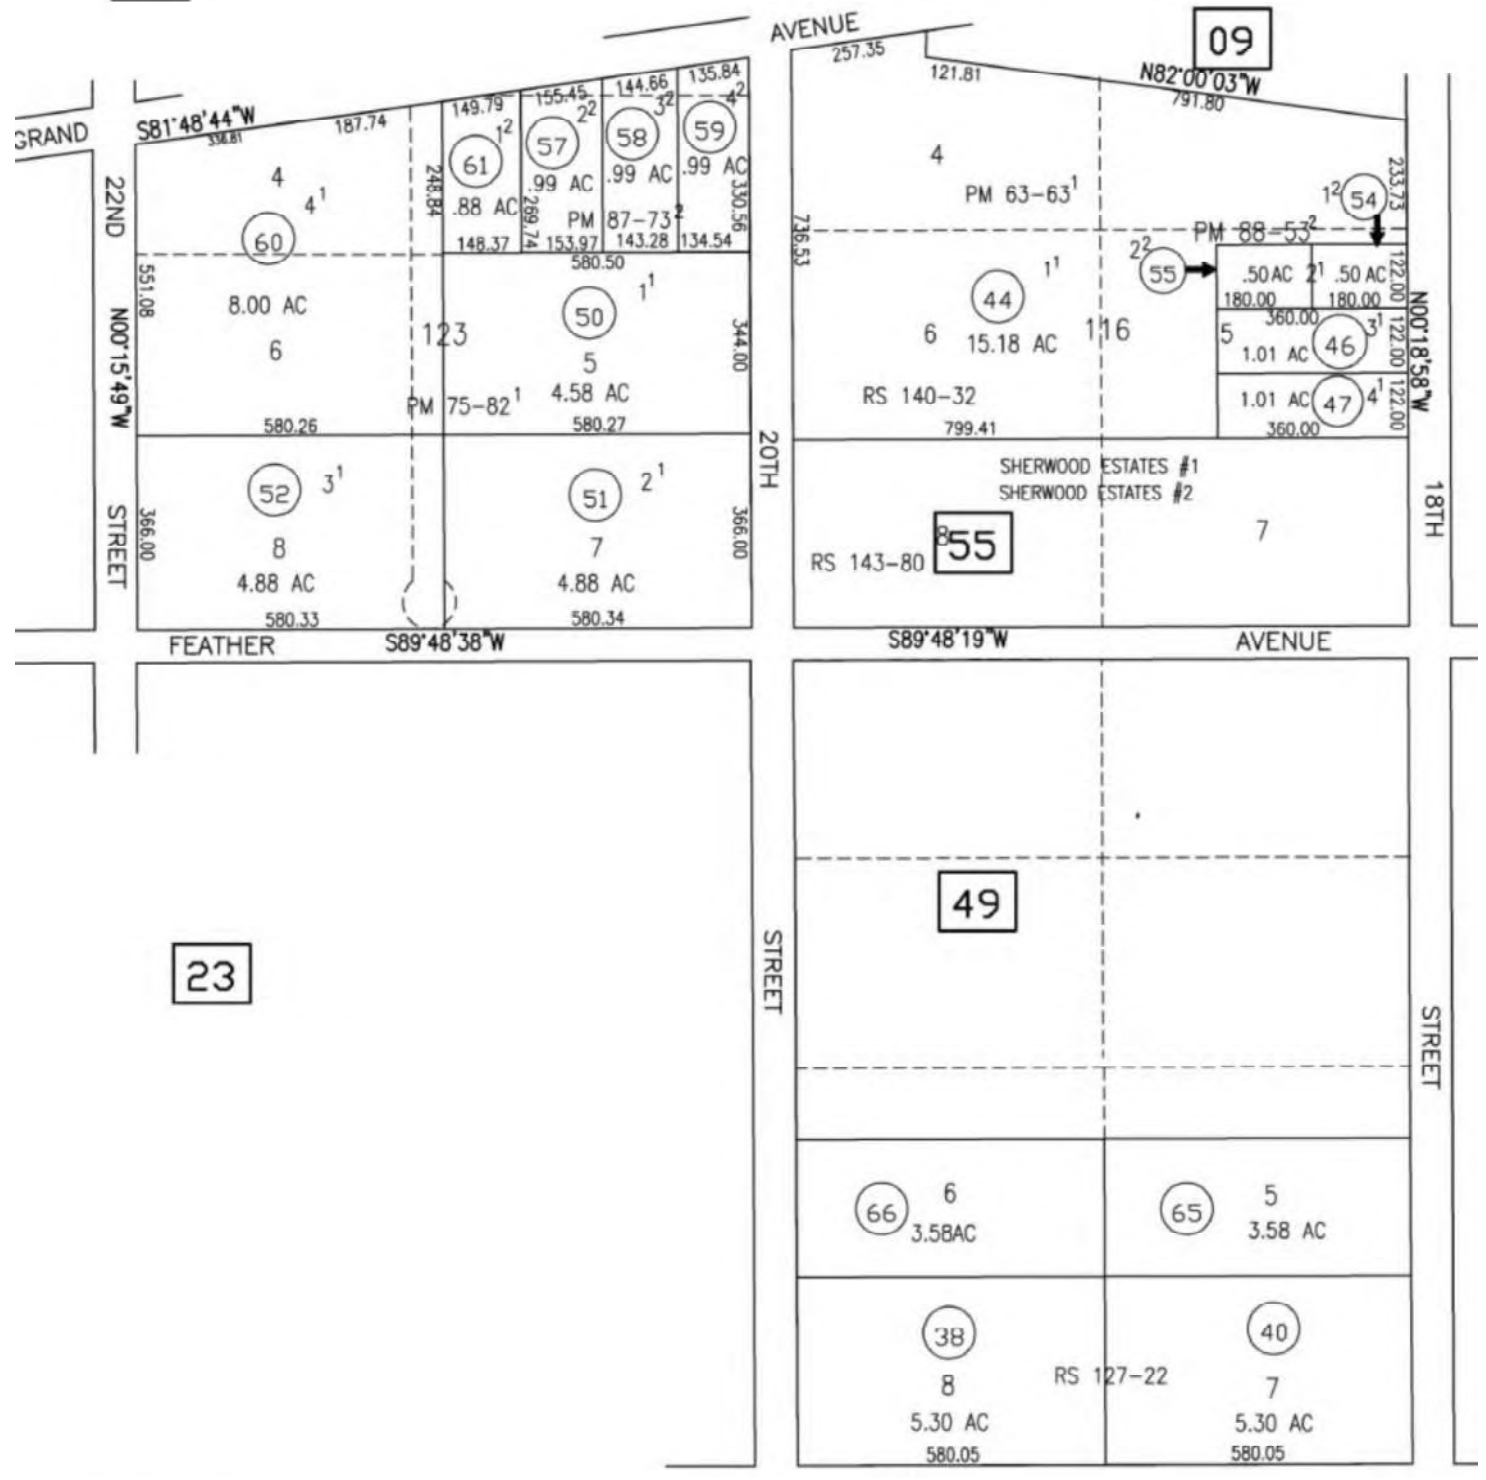 AVENUE
09
257.35
121.81
N82°00'03"W
791.80
GRAND
S81°48'44"W
336.81
187.74
149.79
155.45
144.66
135.84
1²
2²
3²
4²
61
57
58
59
.88 AC
.99 AC
.99 AC
.99 AC
248.84
269.74
330.56
PM 87-73²
148.37
153.97
143.28
134.54
580.50
22ND
4
4¹
60
551.08
8.00 AC
6
N00°15'49"W
580.26
123
PM 75-82¹
50
1¹
5
4.58 AC
344.00
580.27
736.53
4
PM 63-63¹
1²
54
233.73
PM 88-53²
2²
55
.50 AC
2¹
.50 AC
122.00
180.00
180.00
360.00
44
1¹
6
15.18 AC
116
5
1.01 AC
46
3¹
122.00
RS 140-32
1.01 AC
47
4¹
122.00
799.41
360.00
N00°18'58"W
20TH
18TH
52
3¹
366.00
8
4.88 AC
580.33
STREET
51
2¹
366.00
7
4.88 AC
580.34
SHERWOOD ESTATES #1
SHERWOOD ESTATES #2
8
55
RS 143-80
7
FEATHER
S89°48'38"W
S89°48'19"W
AVENUE
49
23
STREET
STREET
66
6
3.58AC
65
5
3.58 AC
38
40
RS 127-22
8
7
5.30 AC
5.30 AC
580.05
580.05